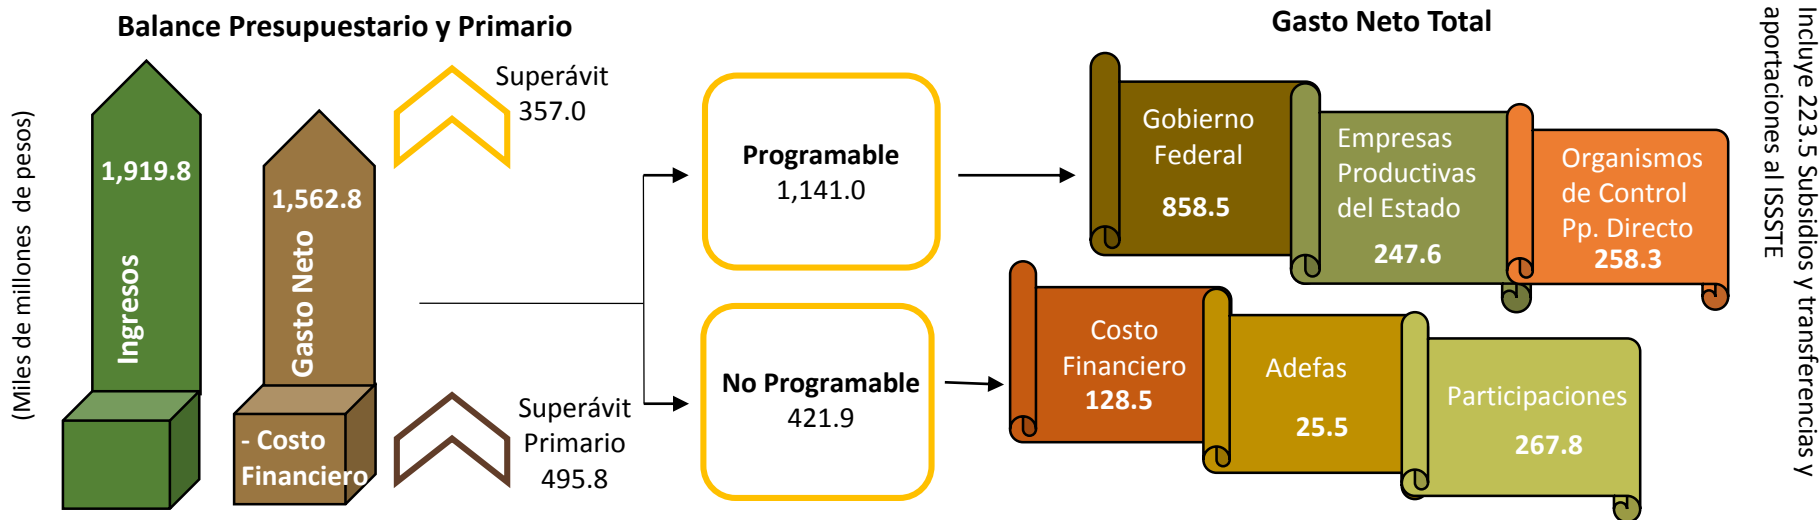 Balance Presupuestario y Primario
(Miles de millones  de pesos)
1,919.8
Ingresos
1,562.8
Gasto Neto
- Costo
Financiero
Superávit
357.0
Superávit
Primario
495.8
Programable
1,141.0
No Programable
421.9
Gasto Neto Total
Gobierno
Federal
858.5
Empresas
Productivas
del Estado
247.6
Organismos
de Control
Pp. Directo
258.3
Costo
Financiero
128.5
Adefas
25.5
Participaciones
267.8
Incluye 223.5 Subsidios y transferencias y
aportaciones al ISSSTE